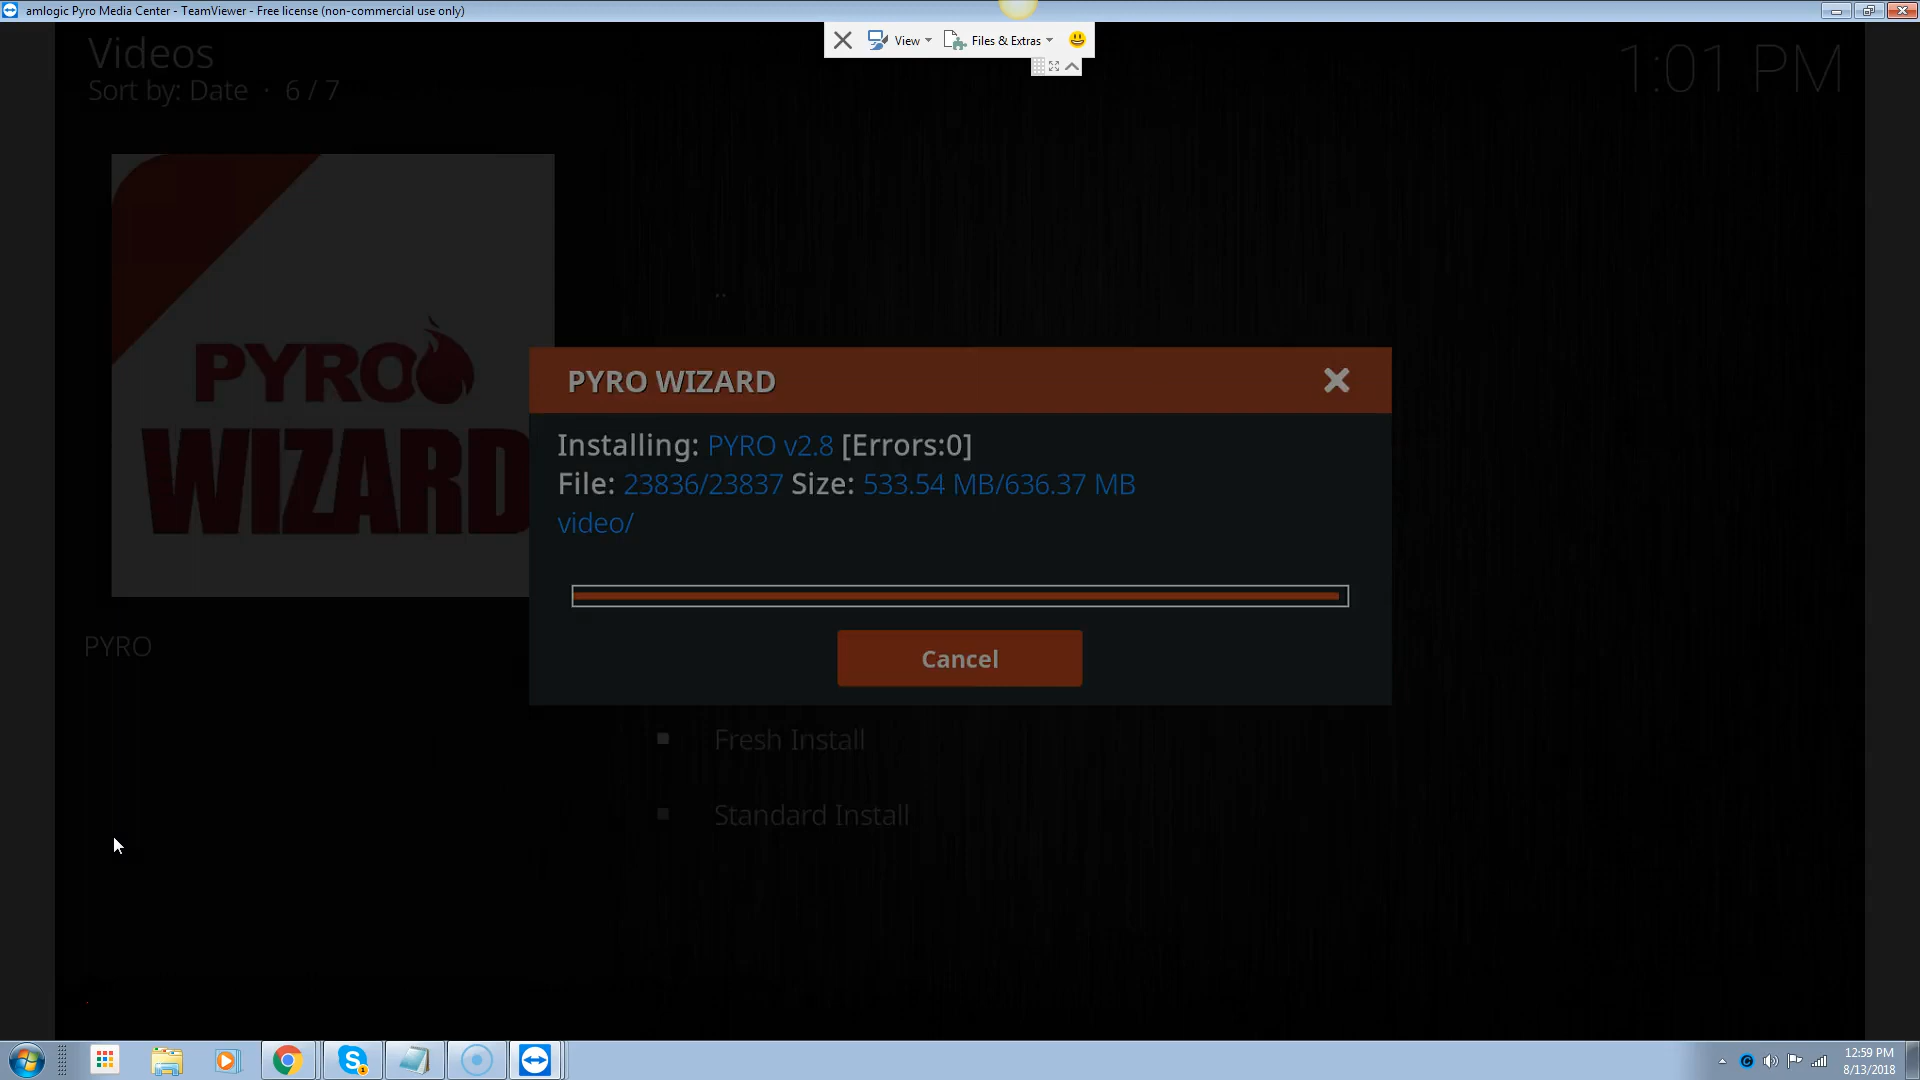 amlogic Pyro Media Center - TeamViewer - Free license (non-commercial use only)
View
Files & Extras
Videos
Sort by: Date · 6 / 7
1:01 PM
PYRO
WIZARD
PYRO
..
PYRO WIZARD
Installing: PYRO v2.8 [Errors:0]
File: 23836/23837 Size: 533.54 MB/636.37 MB
video/
Cancel
Fresh Install
Standard Install
12:59 PM
8/13/2018